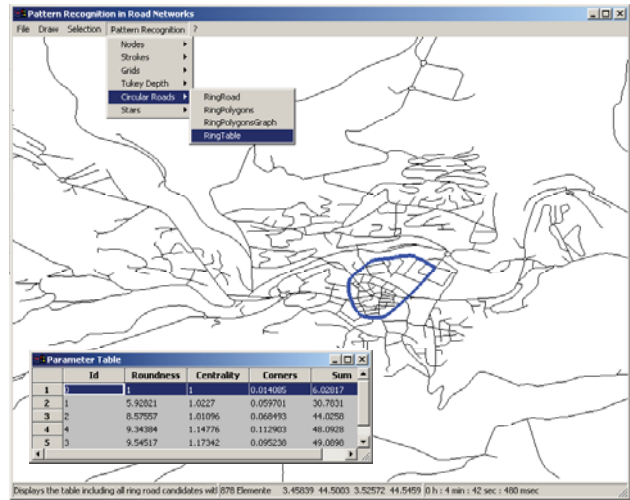 Pattern Recognition in Road Networks
File Draw Selection Pattern Recognition ?
Nodes
Strokes
Grids
Tukey Depth
Circular Roads
Stars
RingRoad
RingPolygons
RingPolygonsGraph
RingTable
Parameter Table
Id Roundness Centrality Corners Sum
1 0 1 1 0.014085 6.02817
2 1 5.92821 1.0227 0.059701 30.7831
3 2 8.57557 1.01096 0.068493 44.0258
4 4 9.34384 1.14776 0.112903 48.0928
5 3 9.54517 1.17342 0.095238 49.0898
Displays the table including all ring road candidates wit 878 Elemente 3.45839 44.5003 3.52572 44.5459 0 h : 4 min : 42 sec : 480 msec